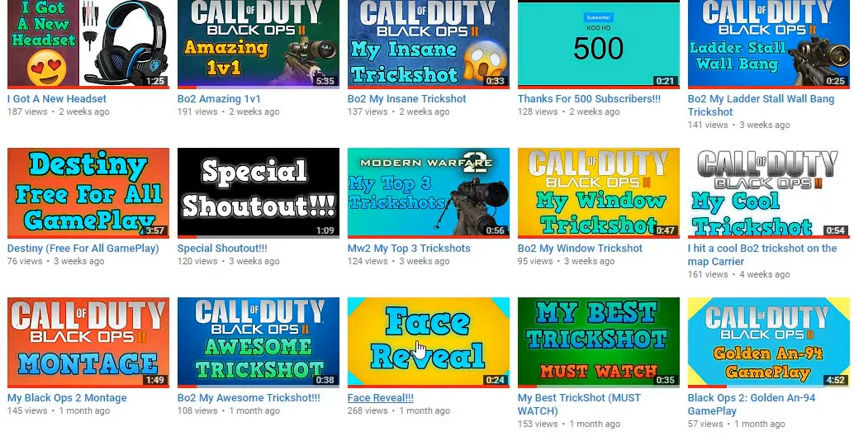 I Got
A New
Headset
1:25
I Got A New Headset
187 views • 2 weeks ago
CALL OF DUTY
BLACK OPS II
Amazing
1v1
5:35
Bo2 Amazing 1v1
191 views • 2 weeks ago
CALL OF DUTY
BLACK OPS II
My Insane
Trickshot
0:33
Bo2 My Insane Trickshot
137 views • 2 weeks ago
Subscribe!
KOG HD
500
0:21
Thanks For 500 Subscribers!!!
128 views • 2 weeks ago
CALL OF DUTY
BLACK OPS II
Ladder Stall
Wall Bang
0:25
Bo2 My Ladder Stall Wall Bang
Trickshot
141 views • 3 weeks ago
Destiny
Free For All
GamePlay
3:57
Destiny (Free For All GamePlay)
76 views • 3 weeks ago
Special
Shoutout!!!
1:09
Special Shoutout!!!
120 views • 3 weeks ago
MODERN WARFARE
2
My Top 3
Trickshots
0:56
Mw2 My Top 3 Trickshots
124 views • 3 weeks ago
CALL OF DUTY
BLACK OPS II
My Window
Trickshot
0:47
Bo2 My Window Trickshot
95 views • 3 weeks ago
CALL OF DUTY
BLACK OPS II
My Cool
Trickshot
0:54
I hit a cool Bo2 trickshot on the
map Carrier
161 views • 4 weeks ago
CALL OF DUTY
BLACK OPS II
MONTAGE
1:49
My Black Ops 2 Montage
145 views • 1 month ago
CALL OF DUTY
BLACK OPS II
AWESOME
TRICKSHOT
0:38
Bo2 My Awesome Trickshot!!!
108 views • 1 month ago
Face
Reveal
0:24
Face Reveal!!!
268 views • 1 month ago
MY BEST
TRICKSHOT
MUST WATCH
0:35
My Best TrickShot (MUST
WATCH)
153 views • 1 month ago
CALL OF DUTY
BLACK OPS II
Golden An-94
GamePlay
4:52
Black Ops 2: Golden An-94
GamePlay
57 views • 1 month ago